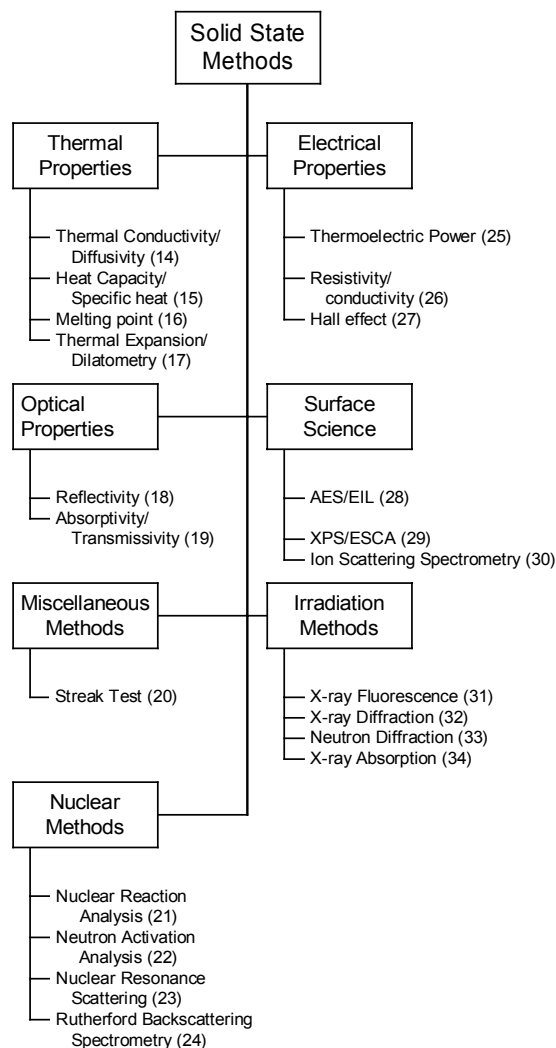 Solid State
Methods
Thermal
Properties
Thermal Conductivity/
Diffusivity (14)
Heat Capacity/
Specific heat (15)
Melting point (16)
Thermal Expansion/
Dilatometry (17)
Electrical
Properties
Thermoelectric Power (25)
Resistivity/
conductivity (26)
Hall effect (27)
Optical
Properties
Reflectivity (18)
Absorptivity/
Transmissivity (19)
Surface
Science
AES/EIL (28)
XPS/ESCA (29)
Ion Scattering Spectrometry (30)
Miscellaneous
Methods
Streak Test (20)
Irradiation
Methods
X-ray Fluorescence (31)
X-ray Diffraction (32)
Neutron Diffraction (33)
X-ray Absorption (34)
Nuclear
Methods
Nuclear Reaction
Analysis (21)
Neutron Activation
Analysis (22)
Nuclear Resonance
Scattering (23)
Rutherford Backscattering
Spectrometry (24)